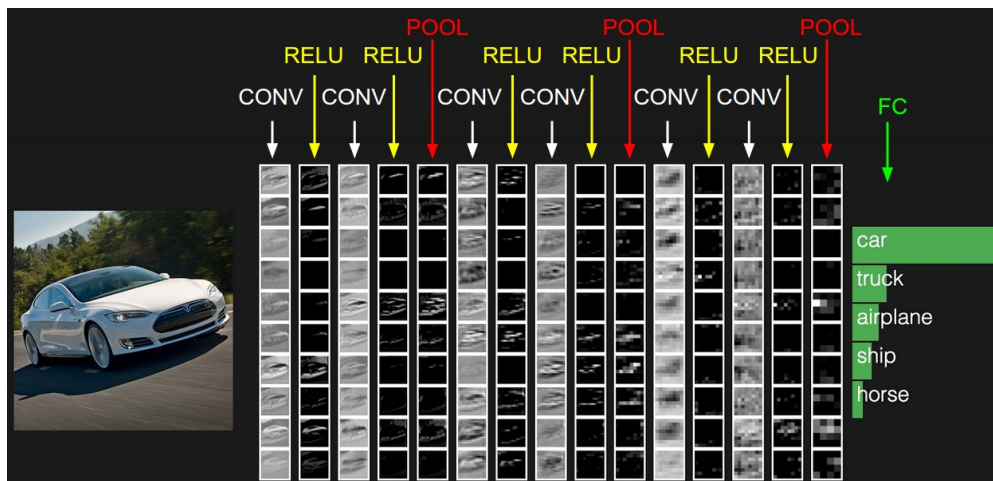 POOL POOL POOL
RELU RELU RELU RELU RELU RELU
CONV CONV CONV CONV CONV CONV
FC
car
truck
airplane
ship
horse